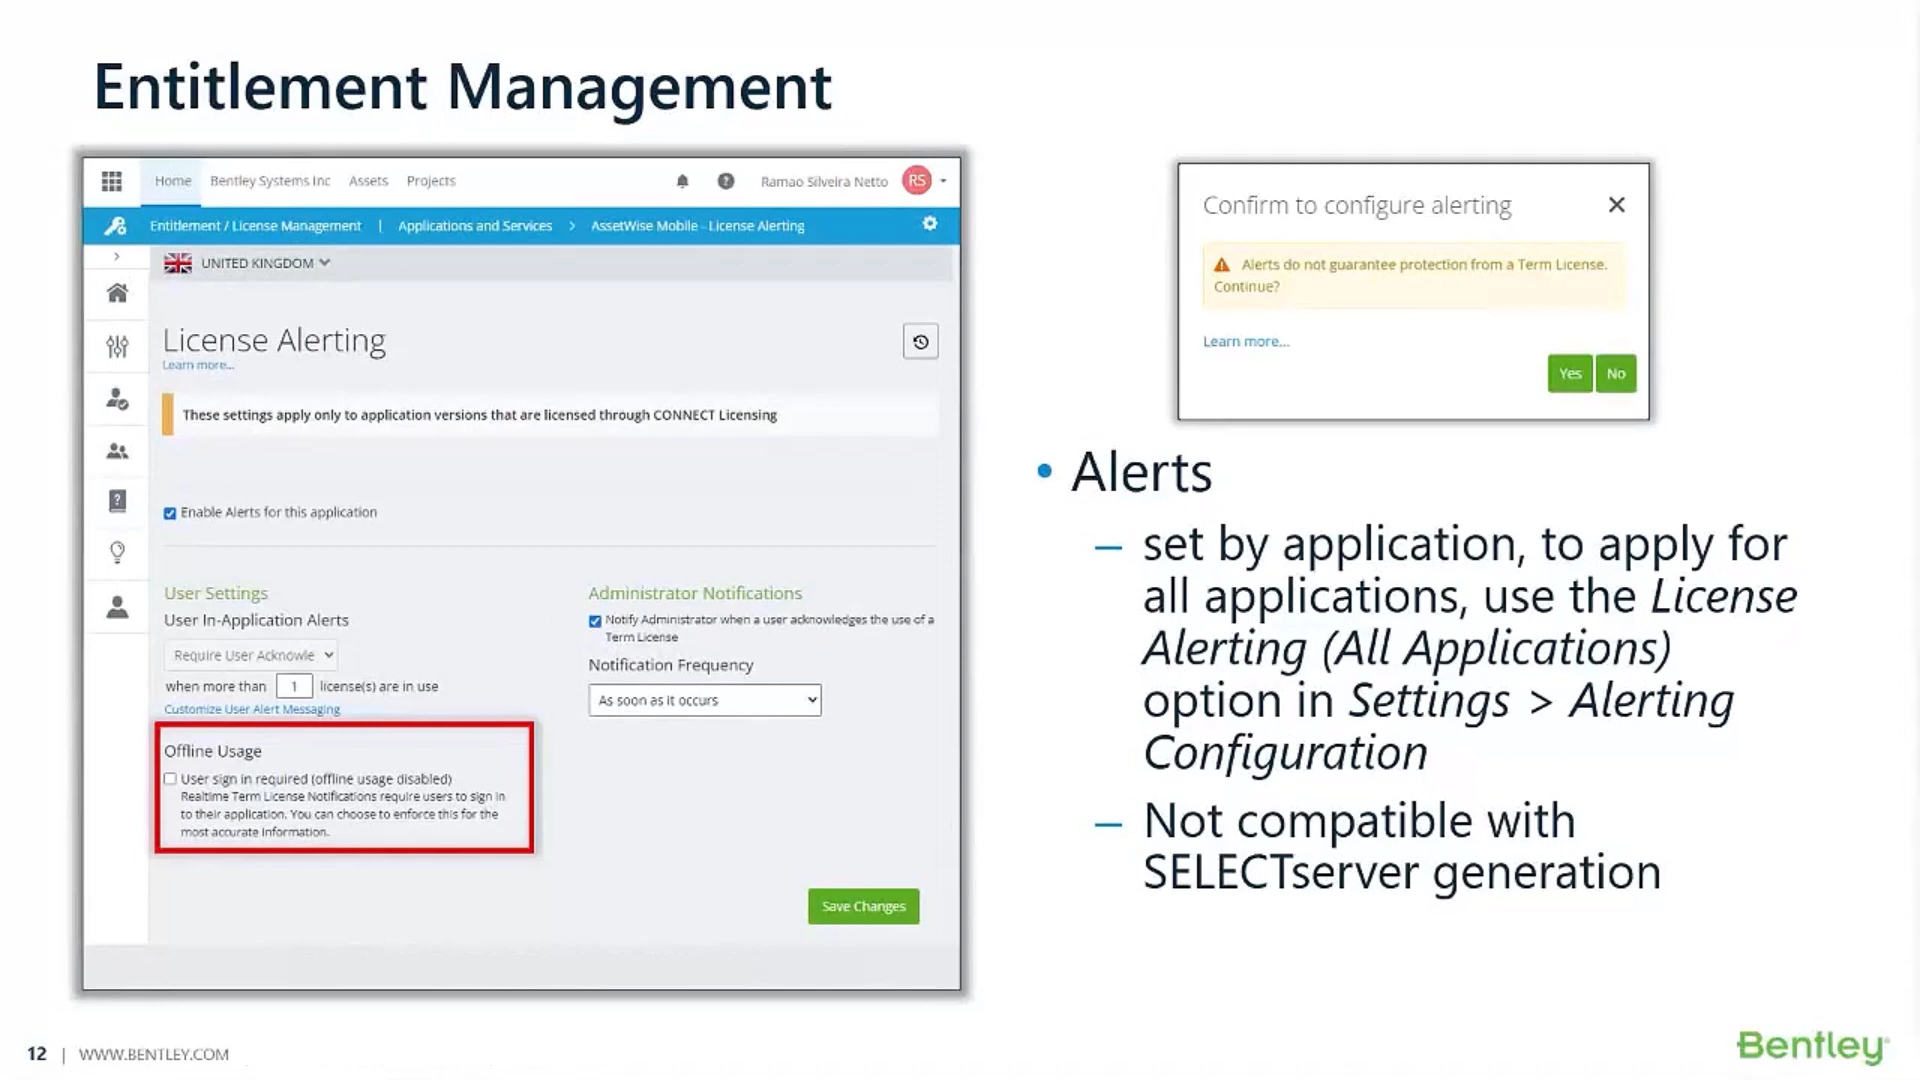 Entitlement Management
Home Bentley Systems Inc Assets Projects
Ramao Silveira Netto RS
Entitlement / License Management | Applications and Services > AssetWise Mobile - License Alerting
UNITED KINGDOM
License Alerting
Learn more...
These settings apply only to application versions that are licensed through CONNECT Licensing
Enable Alerts for this application
User Settings
User In-Application Alerts
Require User Acknowle
when more than 1 license(s) are in use
Customize User Alert Messaging
Administrator Notifications
Notify Administrator when a user acknowledges the use of a
Term License
Notification Frequency
As soon as it occurs
Offline Usage
User sign in required (offline usage disabled)
Realtime Term License Notifications require users to sign in
to their application. You can choose to enforce this for the
most accurate information.
Save Changes
Confirm to configure alerting
Alerts do not guarantee protection from a Term License.
Continue?
Learn more...
Yes No
• Alerts
– set by application, to apply for
all applications, use the License
Alerting (All Applications)
option in Settings > Alerting
Configuration
– Not compatible with
SELECTserver generation
12 | WWW.BENTLEY.COM
Bentley